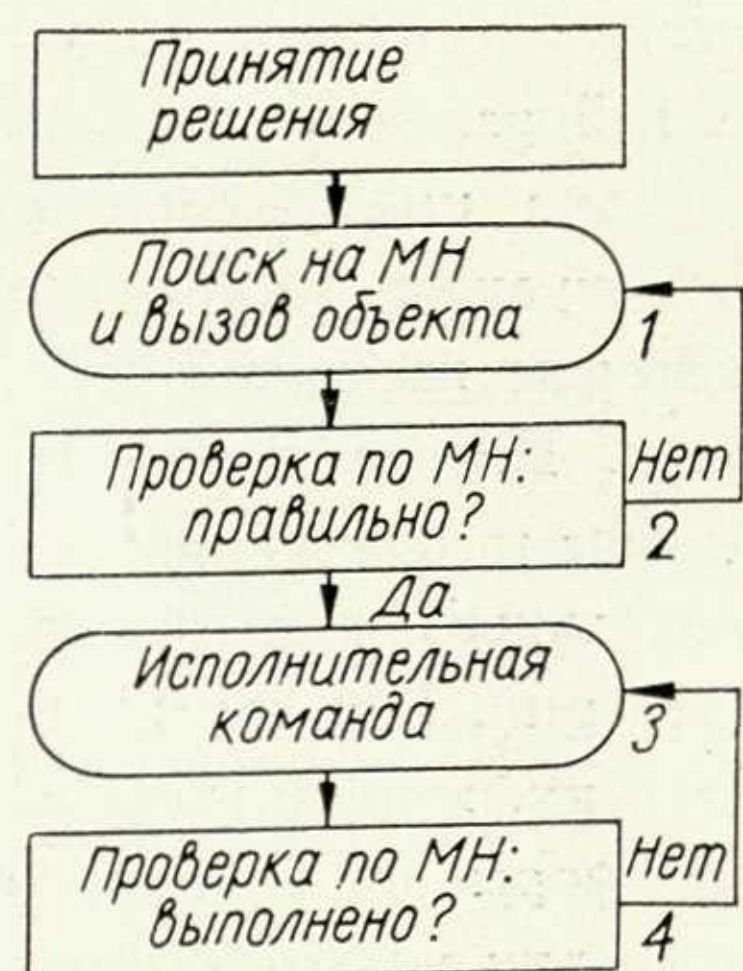 Принятие
решения
Поиск на МН
и вызов объекта
1
Проверка по МН:
правильно?
Нет
2
Да
Исполнительная
команда
3
Проверка по МН:
выполнено?
Нет
4